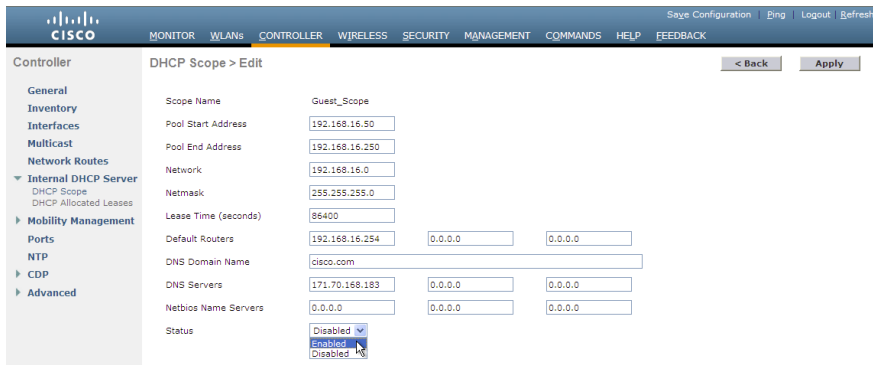 Save Configuration | Ping | Logout | Refresh
CISCO
MONITOR WLANs CONTROLLER WIRELESS SECURITY MANAGEMENT COMMANDS HELP FEEDBACK
Controller
General
Inventory
Interfaces
Multicast
Network Routes
Internal DHCP Server
DHCP Scope
DHCP Allocated Leases
Mobility Management
Ports
NTP
CDP
Advanced
DHCP Scope > Edit
< Back Apply
Scope Name Guest_Scope
Pool Start Address 192.168.16.50
Pool End Address 192.168.16.250
Network 192.168.16.0
Netmask 255.255.255.0
Lease Time (seconds) 86400
Default Routers 192.168.16.254 0.0.0.0 0.0.0.0
DNS Domain Name cisco.com
DNS Servers 171.70.168.183 0.0.0.0 0.0.0.0
Netbios Name Servers 0.0.0.0 0.0.0.0 0.0.0.0
Status Disabled
Enabled
Disabled